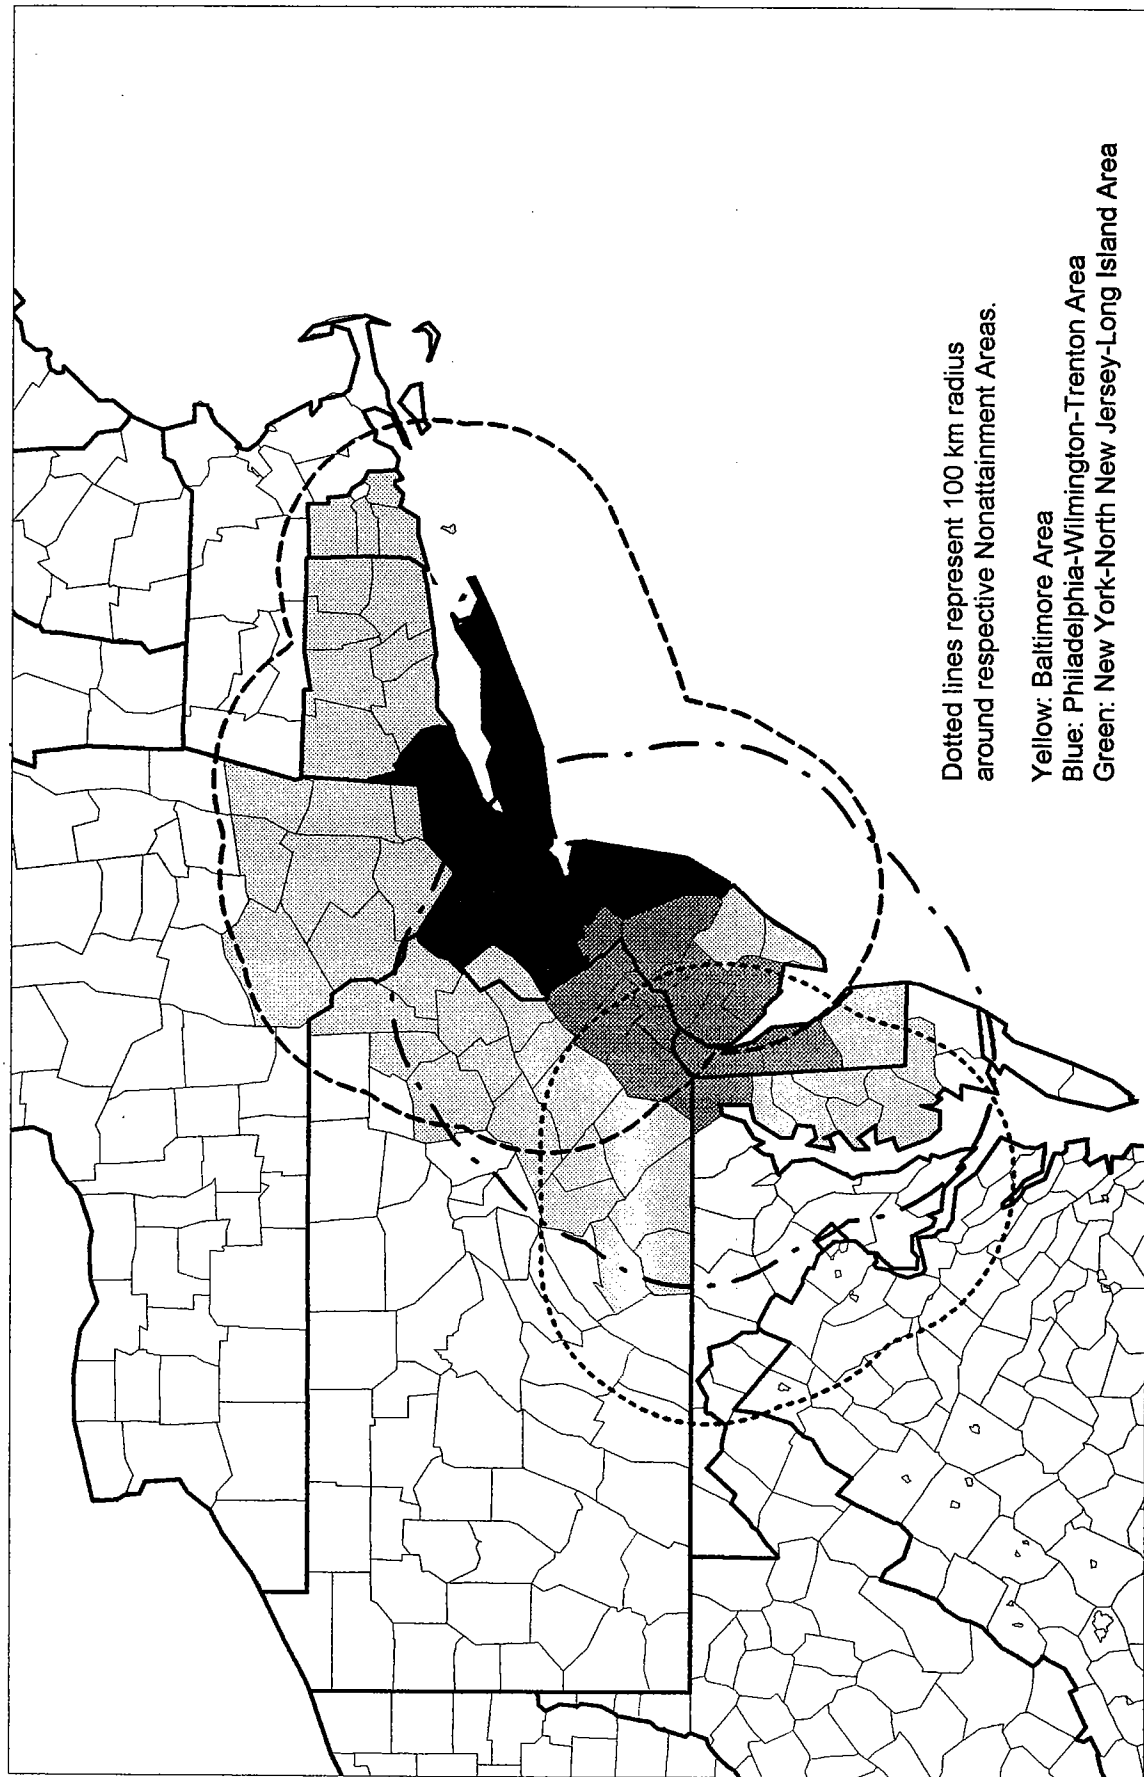 Dotted lines represent 100 km radius
around respective Nonattainment Areas.
Yellow: Baltimore Area
Blue: Philadelphia-Wilmington-Trenton Area
Green: New York-North New Jersey-Long Island Area